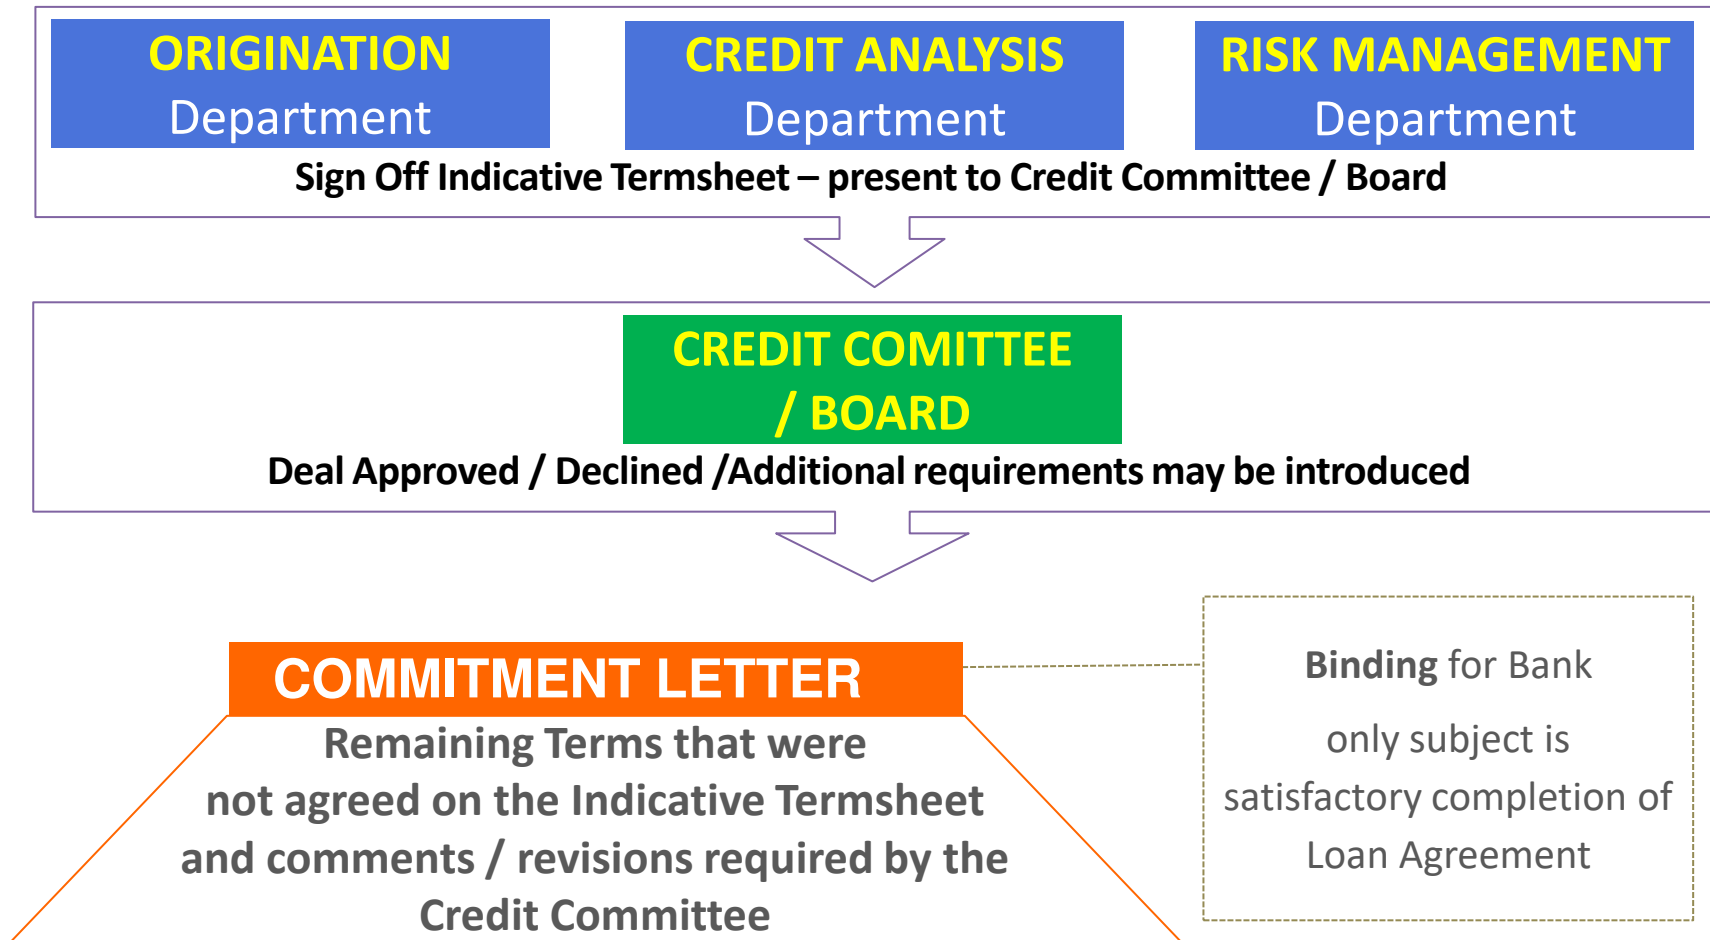 ORIGINATION
Department
CREDIT ANALYSIS
Department
RISK MANAGEMENT
Department
Sign Off Indicative Termsheet – present to Credit Committee / Board
CREDIT COMITTEE
/ BOARD
Deal Approved / Declined /Additional requirements may be introduced
COMMITMENT LETTER
Remaining Terms that were
not agreed on the Indicative Termsheet
and comments / revisions required by the
Credit Committee
Binding for Bank
only subject is
satisfactory completion of
Loan Agreement